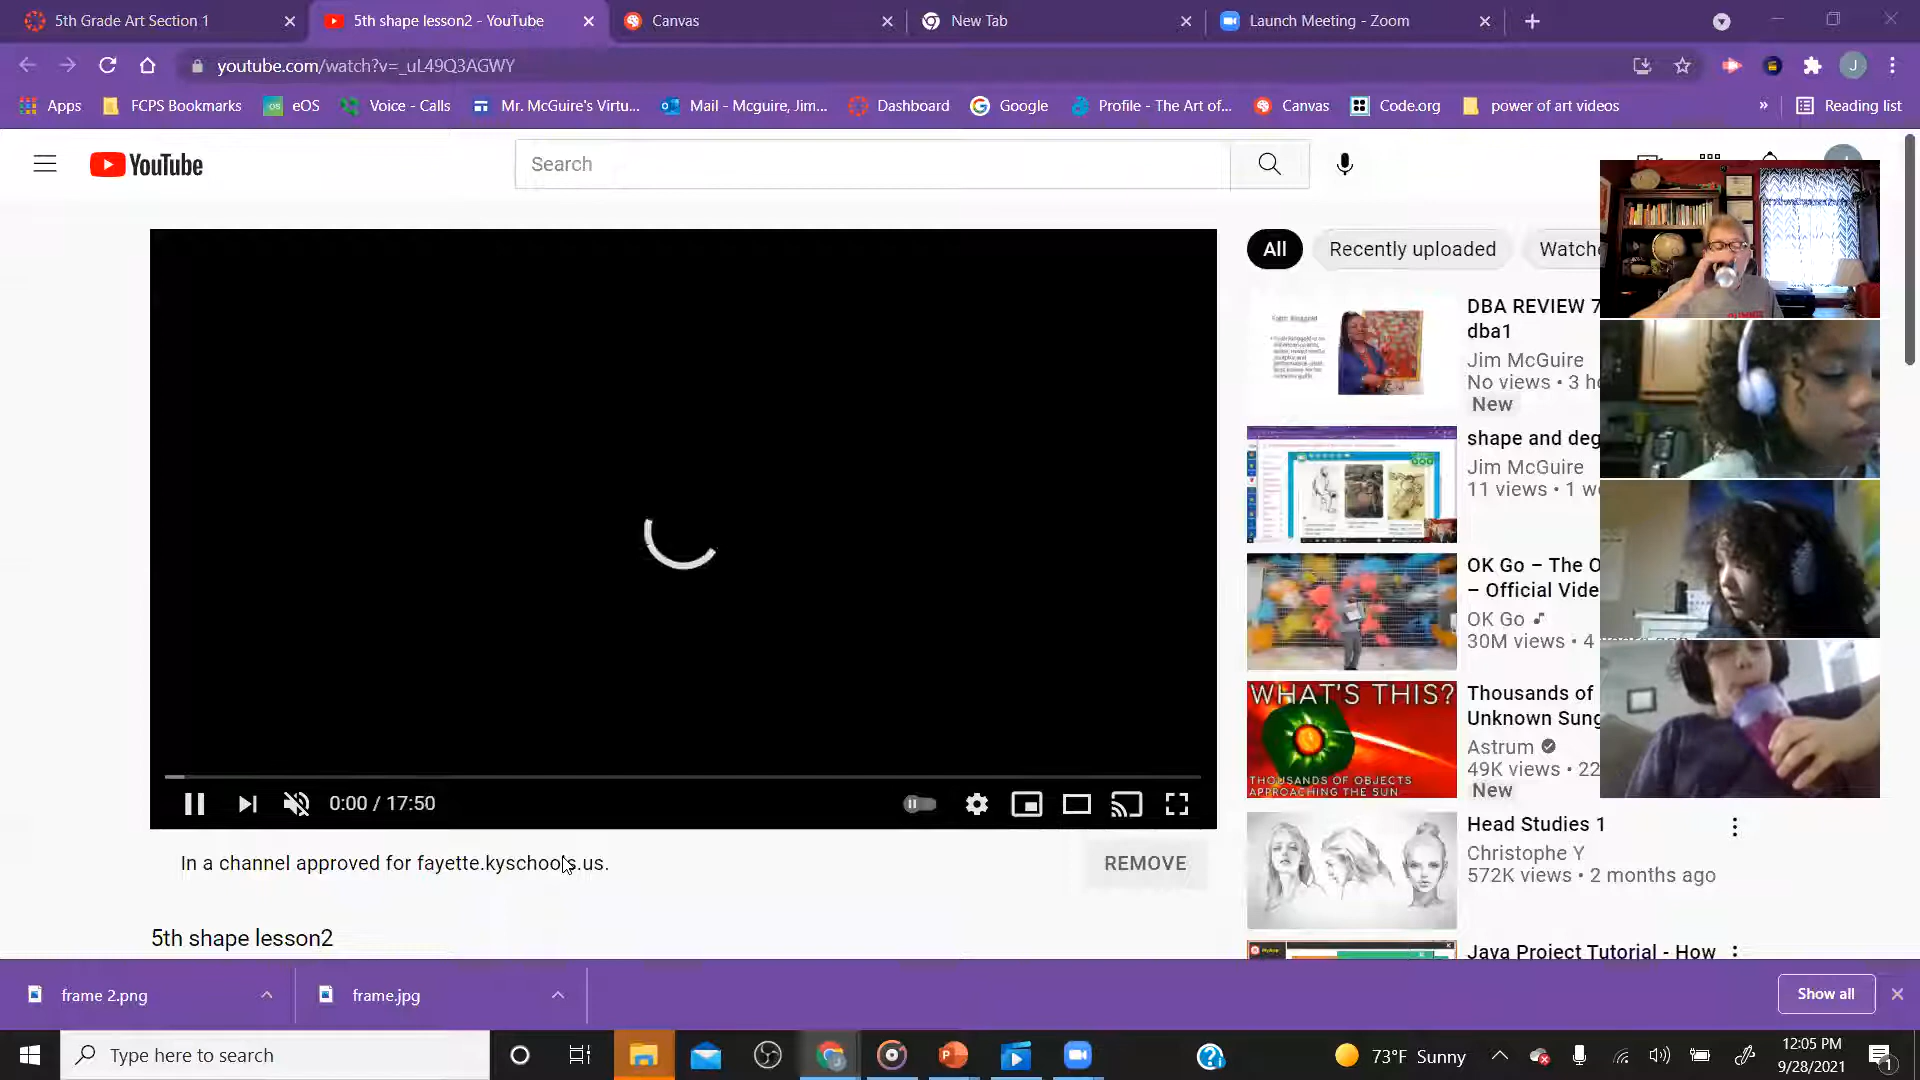 5th Grade Art Section 1
5th shape lesson2 - YouTube
Canvas
New Tab
Launch Meeting - Zoom
youtube.com/watch?v=_uL49Q3AGWY
J
Apps
FCPS Bookmarks
eOS
Voice - Calls
Mr. McGuire's Virtu...
Mail - Mcguire, Jim...
Dashboard
Google
Profile - The Art of...
Canvas
Code.org
power of art videos
»
Reading list
YouTube
Search
All
Recently uploaded
Watche
DBA REVIEW 7
dba1
Jim McGuire
No views • 3 ho
New
shape and deg
Jim McGuire
11 views • 1 we
OK Go – The O
– Official Vide
OK Go
30M views • 4 years ago
WHAT'S THIS?
THOUSANDS OF OBJECTS
APPROACHING THE SUN
Thousands of
Unknown Sung
Astrum
49K views • 22
New
Head Studies 1
Christophe Y
572K views • 2 months ago
Java Project Tutorial - How
0:00 / 17:50
In a channel approved for fayette.kyschools.us.
REMOVE
5th shape lesson2
frame 2.png
frame.jpg
Show all
Type here to search
73°F Sunny
12:05 PM
9/28/2021
1